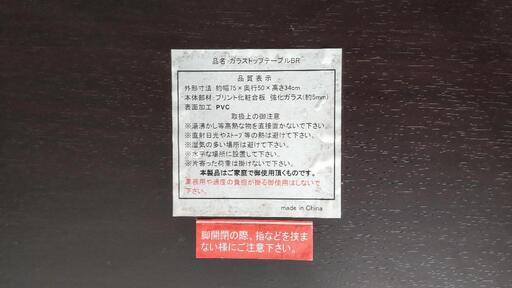 品名:ガラストップテーブルBR
品質表示
外形寸法:約幅75×奥行50×高さ34cm
本体部材:プリント化粧合板 強化ガラス(約5mm)
表面加工:PVC
取扱上の御注意
※湯沸かし等高熱な物を直接置かないで下さい。
※直射日光やストーブ等の熱は避けて下さい。
※湿気の多い場所は避けて下さい。
※水平な場所に設置して下さい。
※片寄った荷重は掛けないで下さい。
本製品はご家庭で御使用頂くものです。
業務用や過度の負担が掛る御使用はしないで
下さい。
made in China
脚開閉の際、指などを挟ま
ない様にご注意下さい。